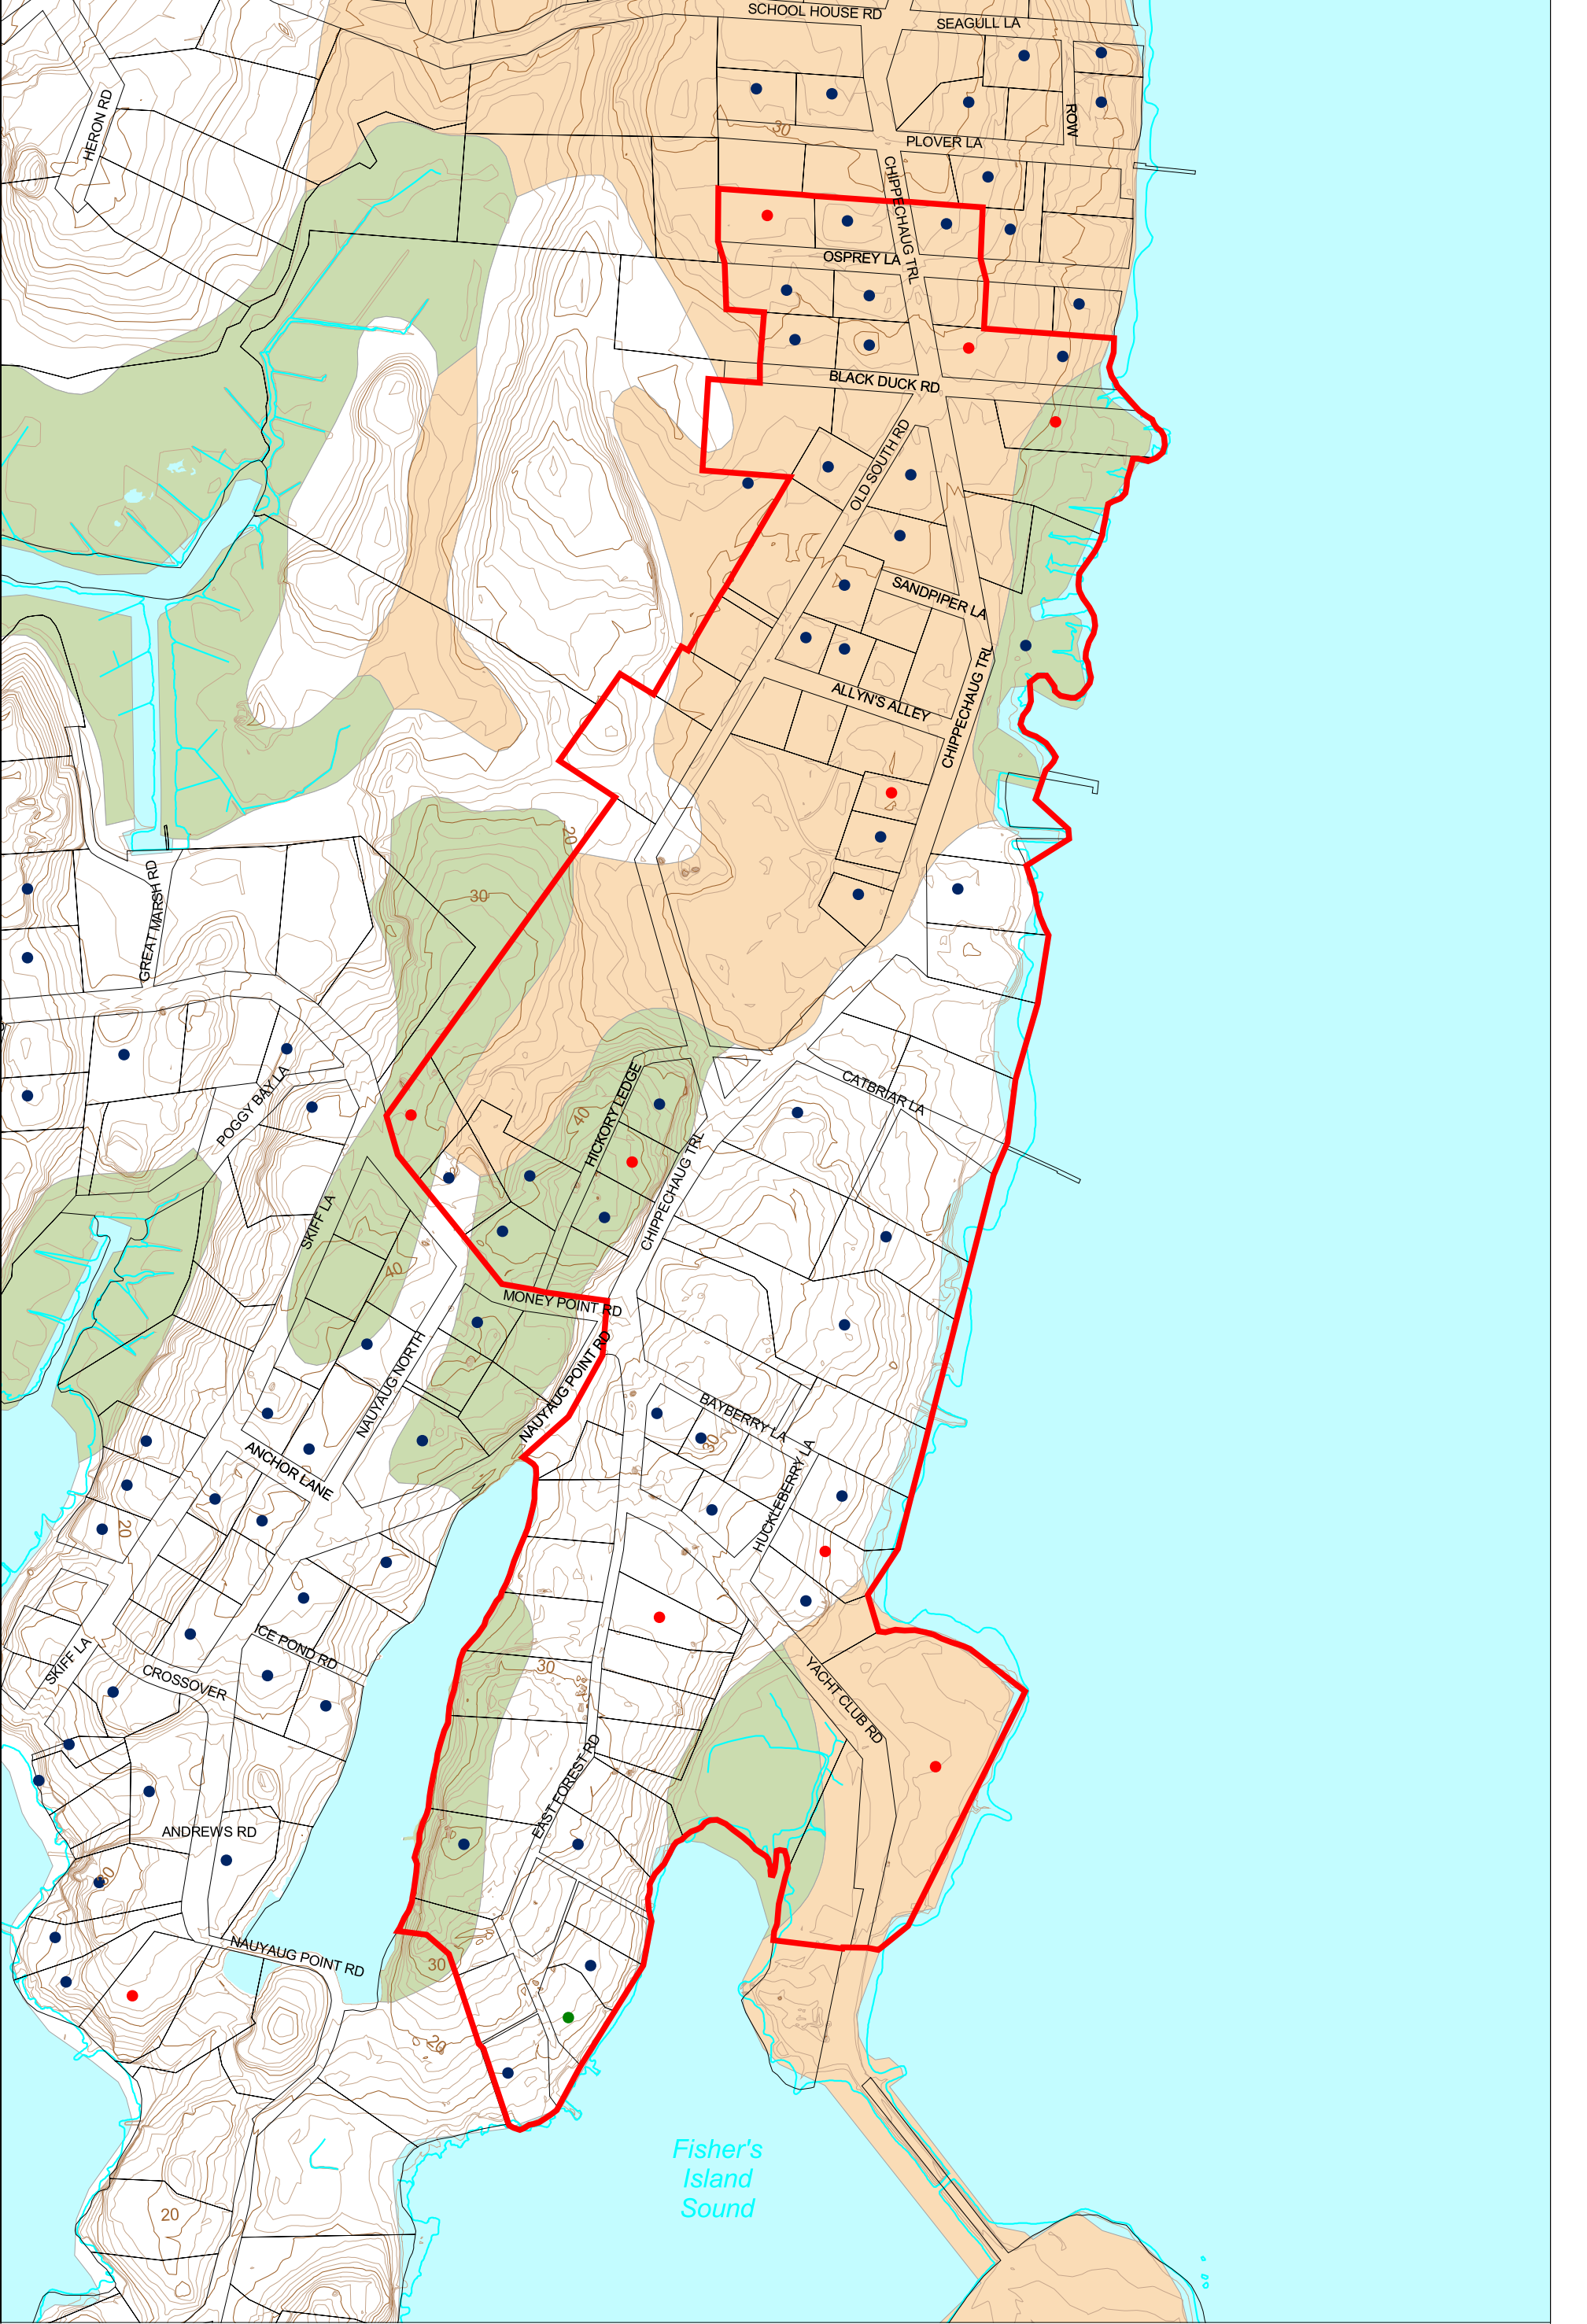 SCHOOL HOUSE RD
SEAGULL LA
HERON RD
ROW
30
PLOVER LA
CHIPPECHAUG TRL
OSPREY LA
BLACK DUCK RD
OLD SOUTH RD
SANDPIPER LA
CHIPPECHAUG TRL
ALLYN'S ALLEY
20
30
GREAT MARSH RD
POGGY BAY LA
CATBRIAR LA
HICKORY LEDGE
40
CHIPPECHAUG TRL
SKIFF LA
40
MONEY POINT RD
NAUYAUG NORTH
NAUYAUG POINT RD
BAYBERRY LA
30
HUCKLEBERRY LA
ANCHOR LANE
20
ICE POND RD
SKIFF LA
CROSSOVER
30
YACHT CLUB RD
EAST FOREST RD
ANDREWS RD
30
NAUYAUG POINT RD
30
20
Fisher's
Island
Sound
20